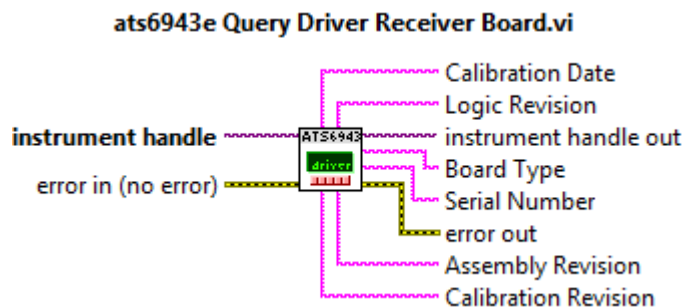 ats6943e Query Driver Receiver Board.vi
Calibration Date
Logic Revision
instrument handle
ATS6943
instrument handle out
driver
Board Type
error in (no error)
Serial Number
error out
Assembly Revision
Calibration Revision